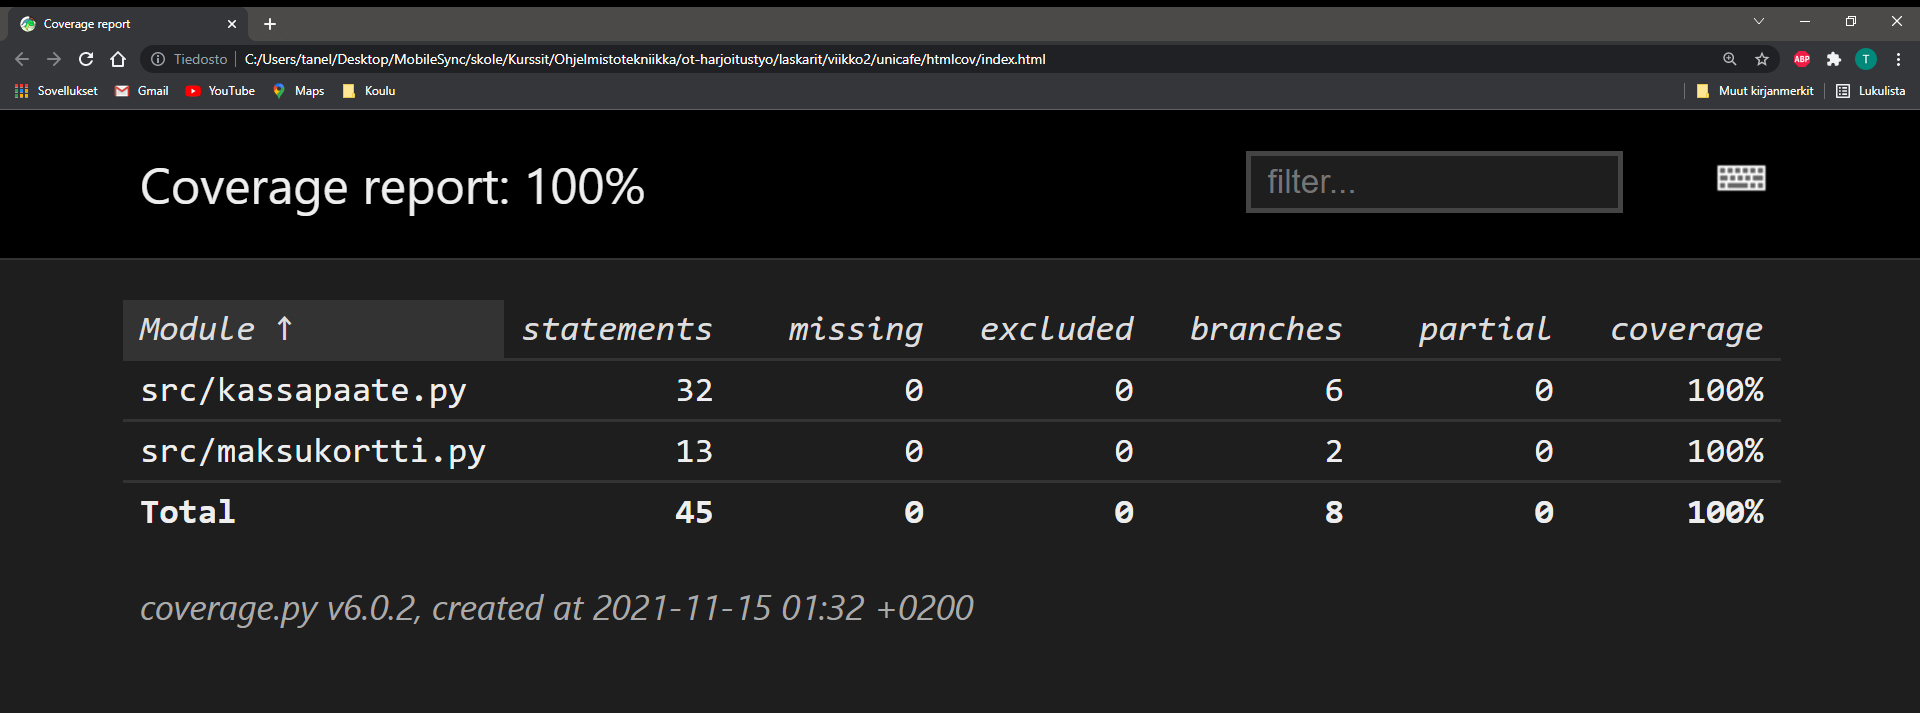 Coverage report
Tiedosto C:/Users/tanel/Desktop/MobileSync/skole/Kurssit/Ohjelmistotekniikka/ot-harjoitustyo/laskarit/viikko2/unicafe/htmlcov/index.html ABP T
Sovellukset Gmail YouTube Maps Koulu Muut kirjanmerkit Lukulista
Coverage report: 100% filter...
Module ↑ statements missing excluded branches partial coverage
src/kassapaate.py 32 0 0 6 0 100%
src/maksukortti.py 13 0 0 2 0 100%
Total 45 0 0 8 0 100%
coverage.py v6.0.2, created at 2021-11-15 01:32 +0200